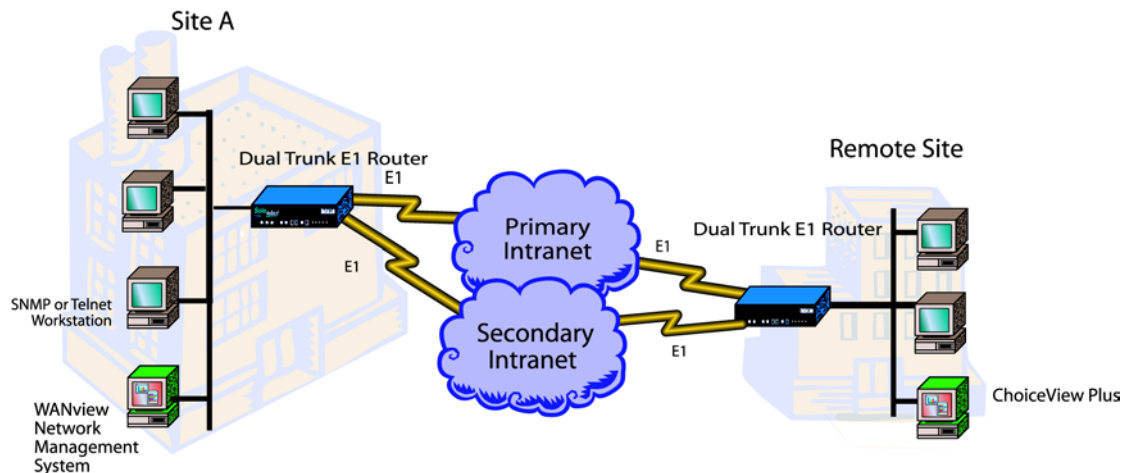 Site A
Dual Trunk E1 Router
E1
E1
SNMP or Telnet
Workstation
WANview
Network
Management
System
Primary
Intranet
Secondary
Intranet
E1
E1
Remote Site
Dual Trunk E1 Router
ChoiceView Plus